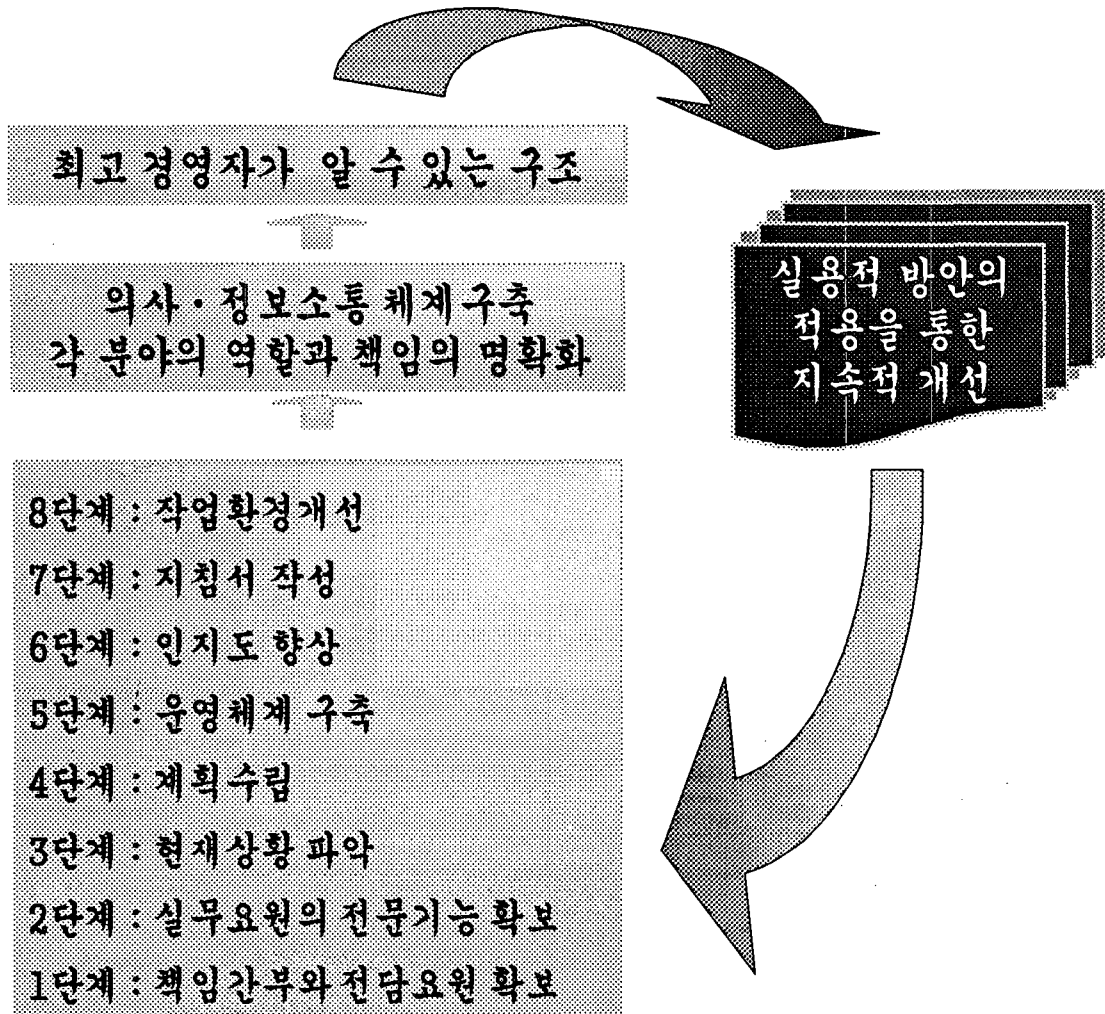 최고 경영자가 알 수 있는 구조
의사·정보소통 체계구축
각 분야의 역할과 책임의 명확화
실용적 방안의
적용을 통한
지속적 개선
8단계 : 작업환경개선
7단계 : 지침서 작성
6단계 : 인지도 향상
5단계 : 운영체계 구축
4단계 : 계획수립
3단계 : 현재상황 파악
2단계 : 실무요원의 전문기능 확보
1단계 : 책임간부와 전담요원 확보